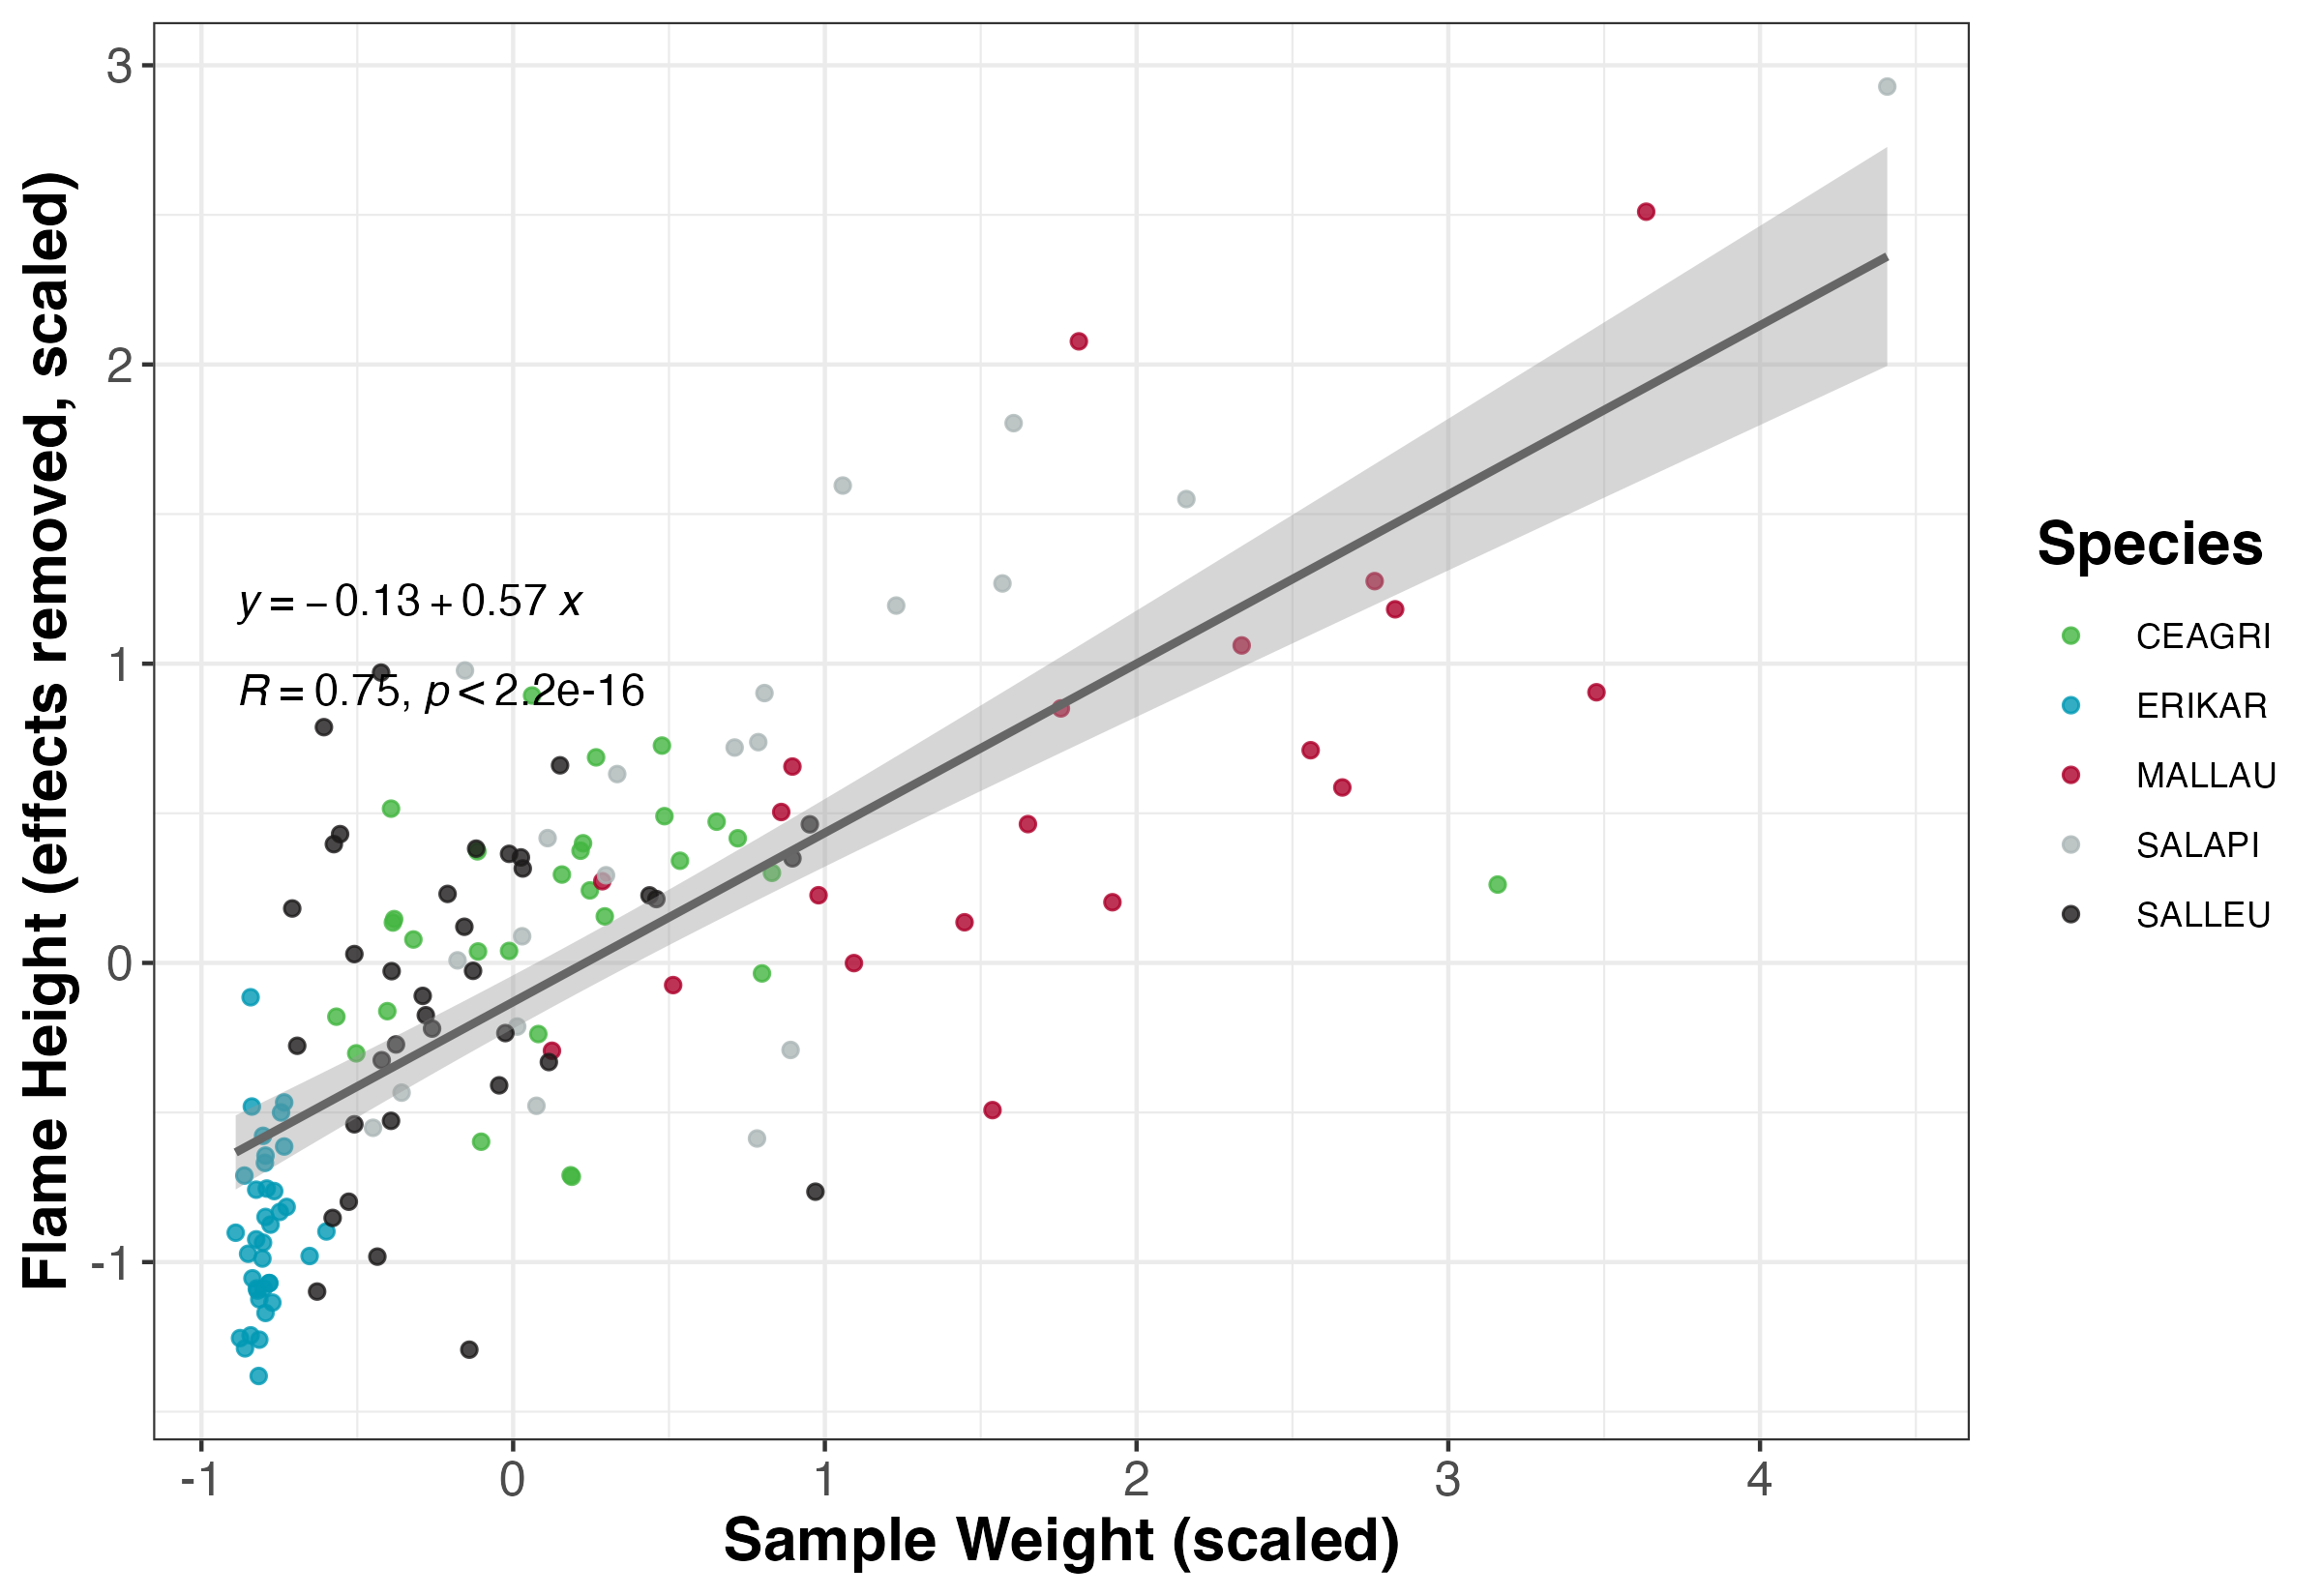 Flame Height (effects removed, scaled)
3
2
1
0
-1
y = − 0.13 + 0.57 x
R = 0.75, p < 2.2e-16
-1 0 1 2 3 4
Sample Weight (scaled)
Species
CEAGRI
ERIKAR
MALLAU
SALAPI
SALLEU